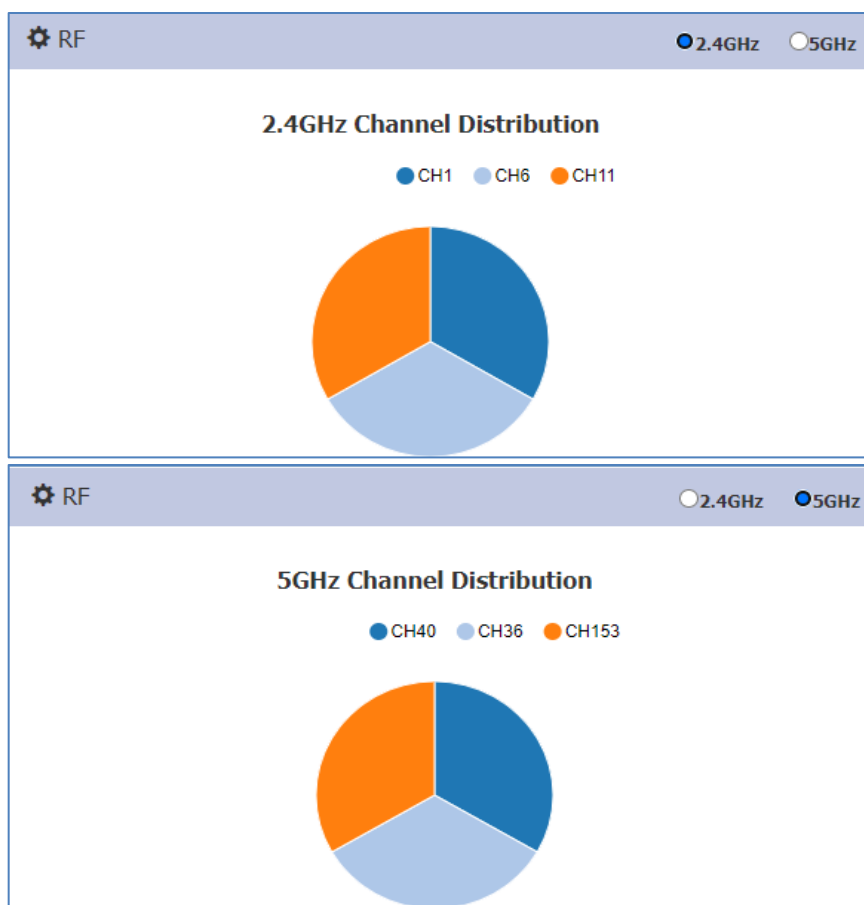 RF 2.4GHz 5GHz
2.4GHz Channel Distribution
CH1 CH6 CH11
RF 2.4GHz 5GHz
5GHz Channel Distribution
CH40 CH36 CH153